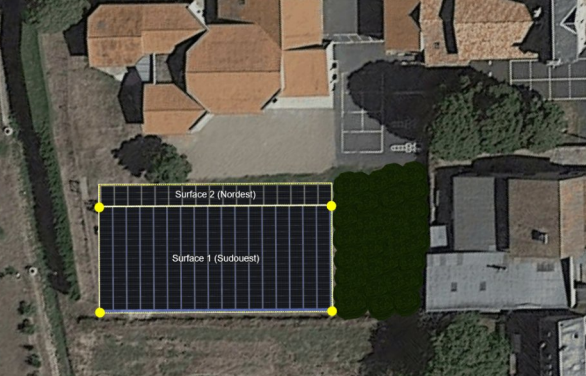 Surface 2 (Nordest)
Surface 1 (Sudouest)